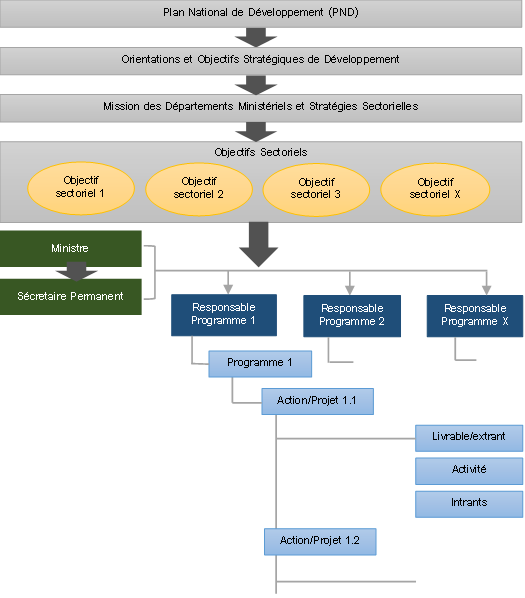 Plan National de Développement (PND)
Orientations et Objectifs Stratégiques de Développement
Mission des Départements Ministériels et Stratégies Sectorielles
Objectifs Sectoriels
Objectif
sectoriel 1
Objectif
sectoriel 2
Objectif
sectoriel 3
Objectif
sectoriel X
Ministre
Sécretaire Permanent
Responsable
Programme 1
Responsable
Programme 2
Responsable
Programme X
Programme 1
Action/Projet 1.1
Livrable/extrant
Activité
Intrants
Action/Projet 1.2